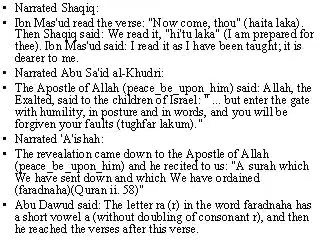 • Narrated Shaqiq:
• Ibn Mas'ud read the verse: "Now come, thou" (haita laka).
Then Shaqiq said: We read it, "hi'tu laka" (I am prepared for
thee). Ibn Mas'ud said: I read it as I have been taught; it is
dearer to me.
• Narrated Abu Sa'id al-Khudri:
• The Apostle of Allah (peace_be_upon_him) said: Allah, the
Exalted, said to the children of Israel: " ... but enter the gate
with humility, in posture and in words, and you will be
forgiven your faults (tughfar lakum)."
• Narrated 'A'ishah:
• The revealation came down to the Apostle of Allah
(peace_be_upon_him) and he recited to us: "A surah which
We have sent down and which We have ordained
(faradnaha)(Quran ii. 58)"
• Abu Dawud said: The letter ra (r) in the word faradnaha has
a short vowel a (without doubling of consonant r), and then
he reached the verses after this verse.